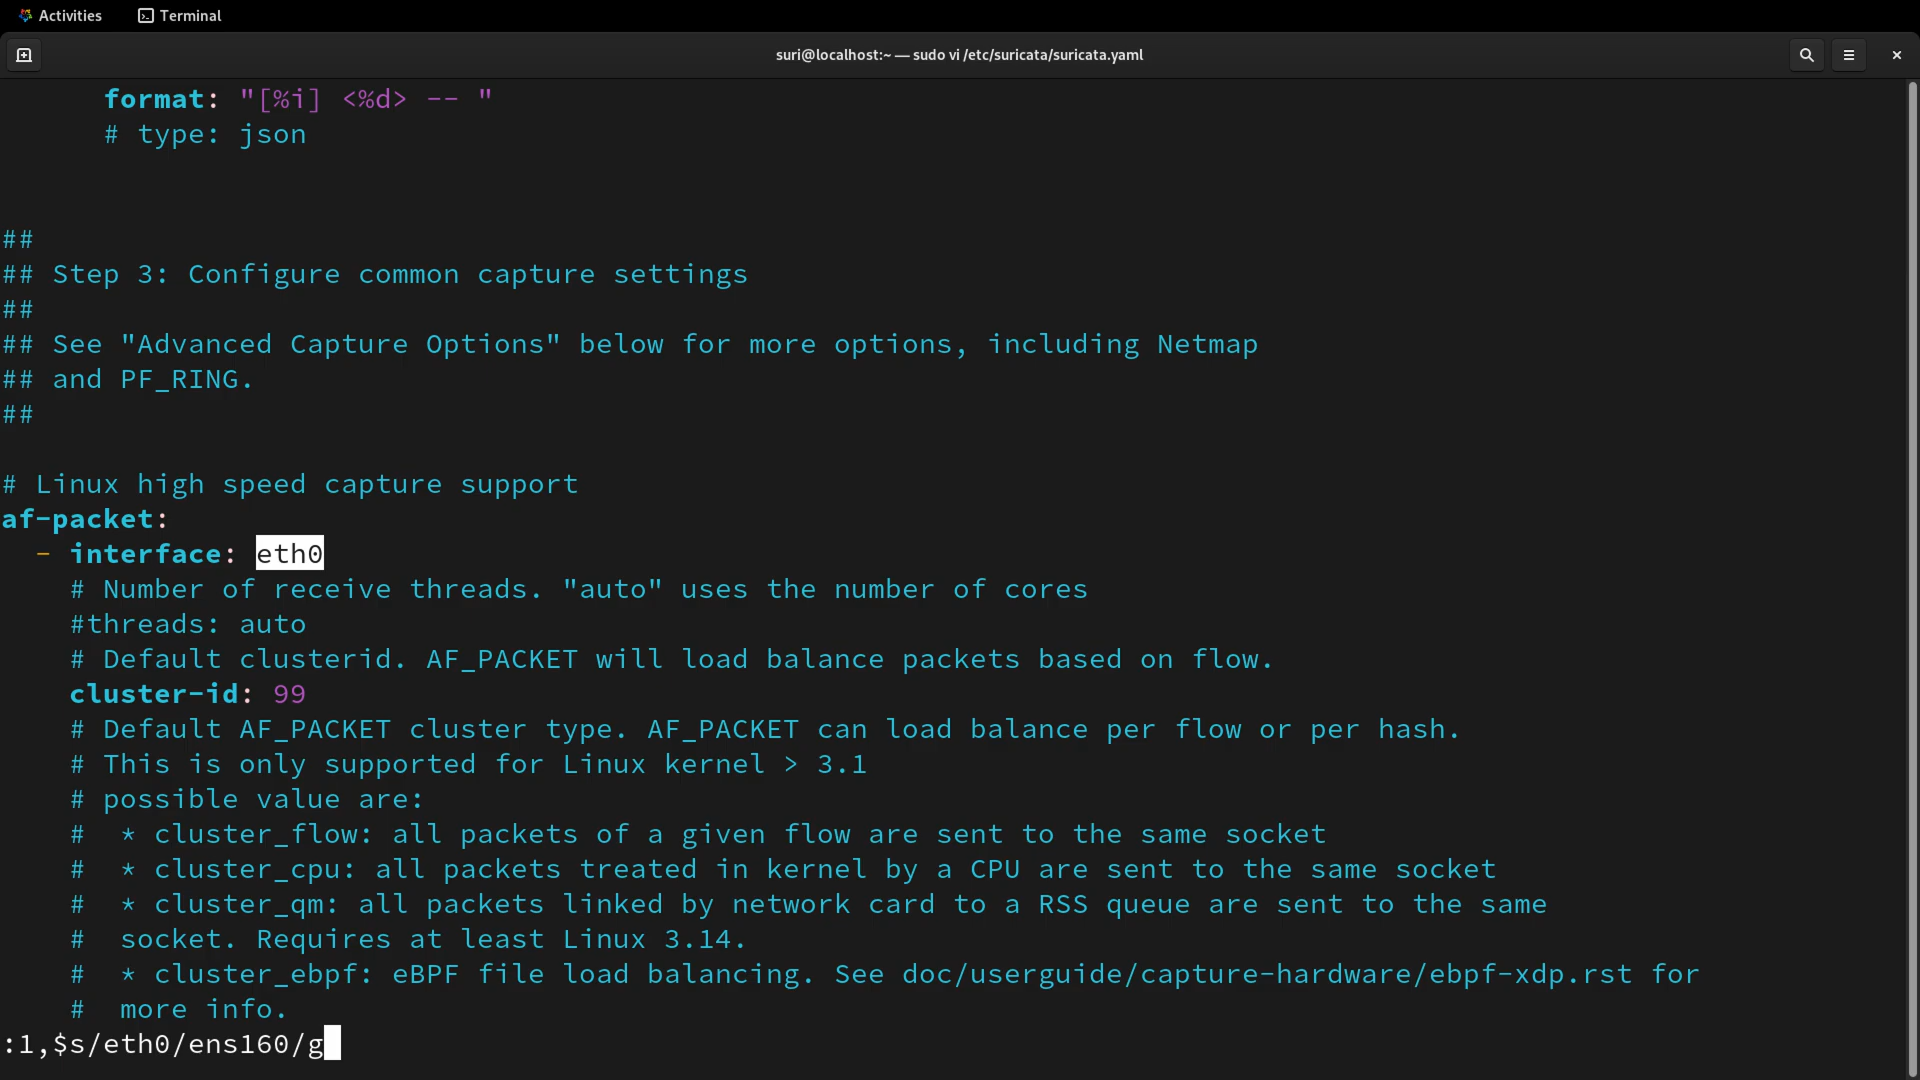 Activities
Terminal
suri@localhost:~ — sudo vi /etc/suricata/suricata.yaml
format: "[%i] <%d> -- "
# type: json
##
## Step 3: Configure common capture settings
##
## See "Advanced Capture Options" below for more options, including Netmap
## and PF_RING.
##
# Linux high speed capture support
af-packet:
- interface: eth0
# Number of receive threads. "auto" uses the number of cores
#threads: auto
# Default clusterid. AF_PACKET will load balance packets based on flow.
cluster-id: 99
# Default AF_PACKET cluster type. AF_PACKET can load balance per flow or per hash.
# This is only supported for Linux kernel > 3.1
# possible value are:
#  * cluster_flow: all packets of a given flow are sent to the same socket
#  * cluster_cpu: all packets treated in kernel by a CPU are sent to the same socket
#  * cluster_qm: all packets linked by network card to a RSS queue are sent to the same
#  socket. Requires at least Linux 3.14.
#  * cluster_ebpf: eBPF file load balancing. See doc/userguide/capture-hardware/ebpf-xdp.rst for
#  more info.
:1,$s/eth0/ens160/g